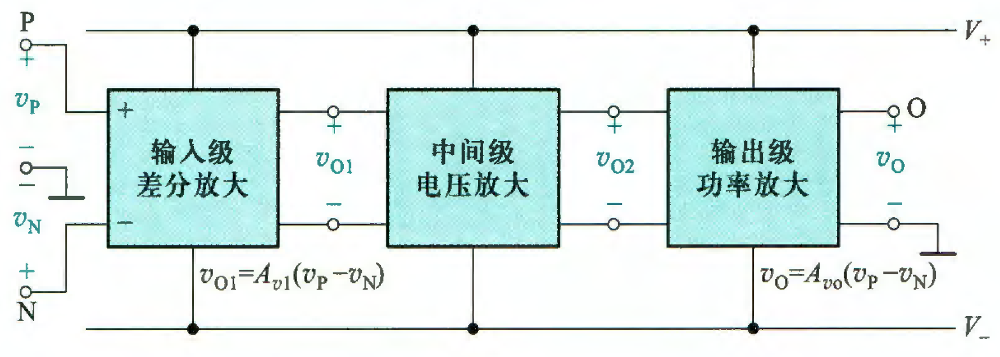 P
V₊
+
v_P
−
−
v_N
+
N
+
−
输入级
差分放大
+
v_O1
−
中间级
电压放大
+
v_O2
−
输出级
功率放大
O
+
v_O
−
v_O1=A_v1(v_P−v_N)
v_O=A_vo(v_P−v_N)
V₋